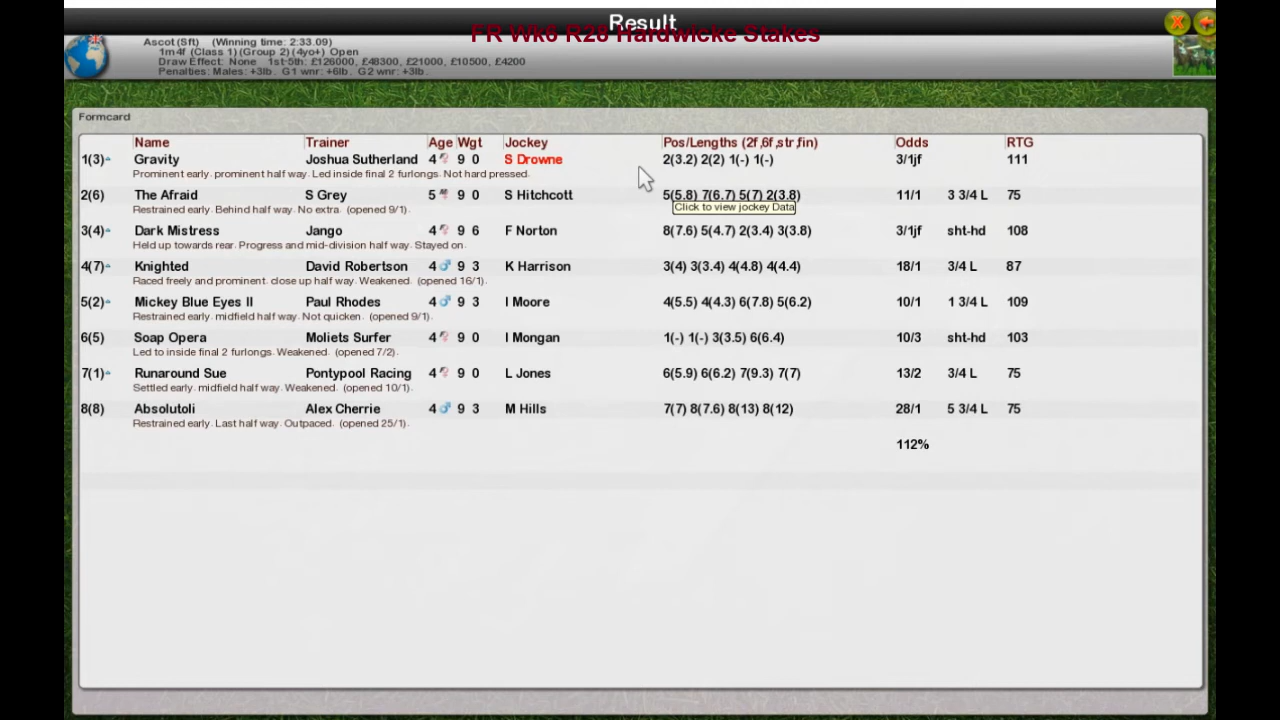 Result
FR Wk6 R28 Hardwicke Stakes
Ascot (Sft) (Winning time: 2:33.09)
1m4f (Class 1) (Group 2) (4yo+) Open
Draw Effect: None 1st-5th: £126000, £48300, £21000, £10500, £4200
Penalties: Males: +3lb. G1 wnr: +6lb. G2 wnr: +3lb.
Formcard
Name Trainer Age Wgt Jockey Pos/Lengths (2f,6f,str,fin) Odds RTG
1(3) Gravity Joshua Sutherland 4 9 0 S Drowne 2(3.2) 2(2) 1(-) 1(-) 3/1jf 111
Prominent early. prominent half way. Led inside final 2 furlongs. Not hard pressed.
2(6) The Afraid S Grey 5 9 0 S Hitchcott 5(5.8) 7(6.7) 5(7) 2(3.8) 11/1 3 3/4 L 75
Click to view jockey Data
Restrained early. Behind half way. No extra. (opened 9/1).
3(4) Dark Mistress Jango 4 9 6 F Norton 8(7.6) 5(4.7) 2(3.4) 3(3.8) 3/1jf sht-hd 108
Held up towards rear. Progress and mid-division half way. Stayed on.
4(7) Knighted David Robertson 4 9 3 K Harrison 3(4) 3(3.4) 4(4.8) 4(4.4) 18/1 3/4 L 87
Raced freely and prominent. close up half way. Weakened. (opened 16/1).
5(2) Mickey Blue Eyes II Paul Rhodes 4 9 3 I Moore 4(5.5) 4(4.3) 6(7.8) 5(6.2) 10/1 1 3/4 L 109
Restrained early. midfield half way. Not quicken. (opened 9/1).
6(5) Soap Opera Moliets Surfer 4 9 0 I Mongan 1(-) 1(-) 3(3.5) 6(6.4) 10/3 sht-hd 103
Led to inside final 2 furlongs. Weakened. (opened 7/2).
7(1) Runaround Sue Pontypool Racing 4 9 0 L Jones 6(5.9) 6(6.2) 7(9.3) 7(7) 13/2 3/4 L 75
Settled early. midfield half way. Weakened. (opened 10/1).
8(8) Absolutoli Alex Cherrie 4 9 3 M Hills 7(7) 8(7.6) 8(13) 8(12) 28/1 5 3/4 L 75
Restrained early. Last half way. Outpaced. (opened 25/1).
112%